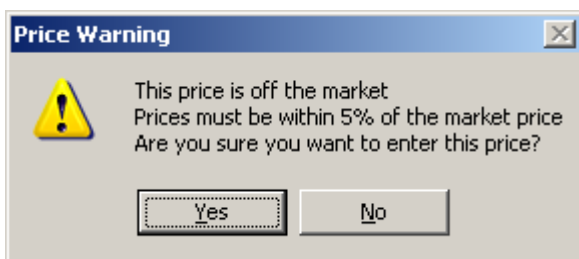 Price Warning
This price is off the market
Prices must be within 5% of the market price
Are you sure you want to enter this price?
Yes
No